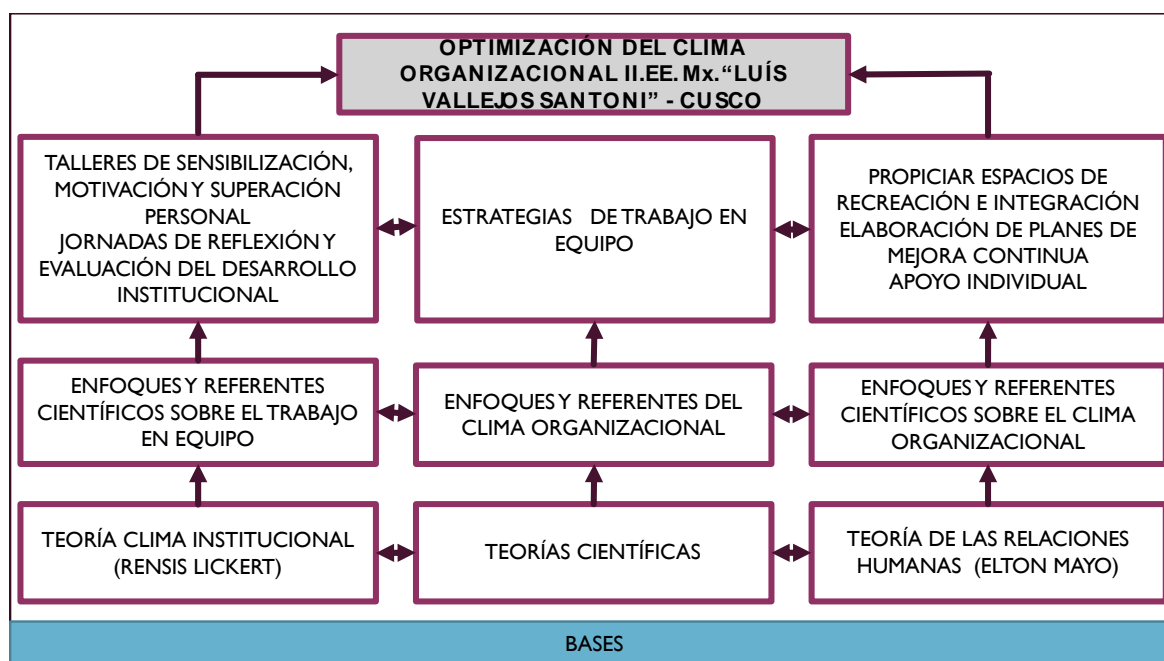 OPTIMIZACIÓN DEL CLIMA
ORGANIZACIONAL II.EE. Mx. “LUÍS
VALLEJOS SANTONI” - CUSCO
TALLERES DE SENSIBILIZACIÓN,
MOTIVACIÓN Y SUPERACIÓN
PERSONAL
JORNADAS DE REFLEXIÓN Y
EVALUACIÓN DEL DESARROLLO
INSTITUCIONAL
ESTRATEGIAS DE TRABAJO EN
EQUIPO
PROPICIAR ESPACIOS DE
RECREACIÓN E INTEGRACIÓN
ELABORACIÓN DE PLANES DE
MEJORA CONTINUA
APOYO INDIVIDUAL
ENFOQUES Y REFERENTES
CIENTÍFICOS SOBRE EL TRABAJO
EN EQUIPO
ENFOQUES Y REFERENTES DEL
CLIMA ORGANIZACIONAL
ENFOQUES Y REFERENTES
CIENTÍFICOS SOBRE EL CLIMA
ORGANIZACIONAL
TEORÍA CLIMA INSTITUCIONAL
(RENSIS LICKERT)
TEORÍAS CIENTÍFICAS
TEORÍA DE LAS RELACIONES
HUMANAS (ELTON MAYO)
BASES